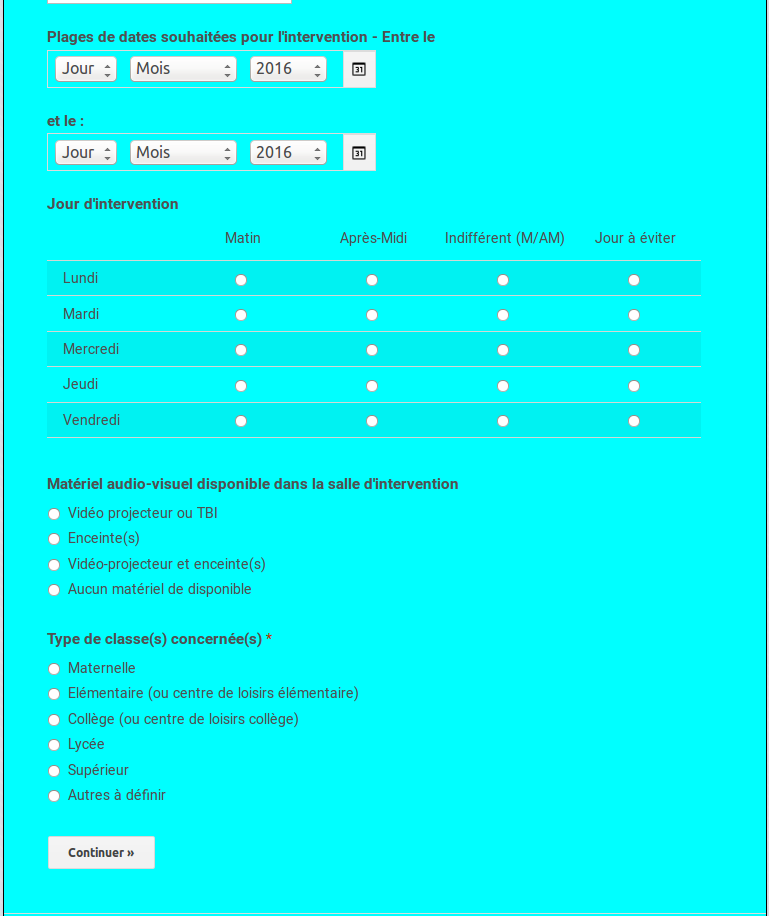 Plages de dates souhaitées pour l'intervention - Entre le
Jour Mois 2016 31
et le :
Jour Mois 2016 31
Jour d'intervention
Matin Après-Midi Indifférent (M/AM) Jour à éviter
Lundi
Mardi
Mercredi
Jeudi
Vendredi
Matériel audio-visuel disponible dans la salle d'intervention
Vidéo projecteur ou TBI
Enceinte(s)
Vidéo-projecteur et enceinte(s)
Aucun matériel de disponible
Type de classe(s) concernée(s) *
Maternelle
Elémentaire (ou centre de loisirs élémentaire)
Collège (ou centre de loisirs collège)
Lycée
Supérieur
Autres à définir
Continuer »